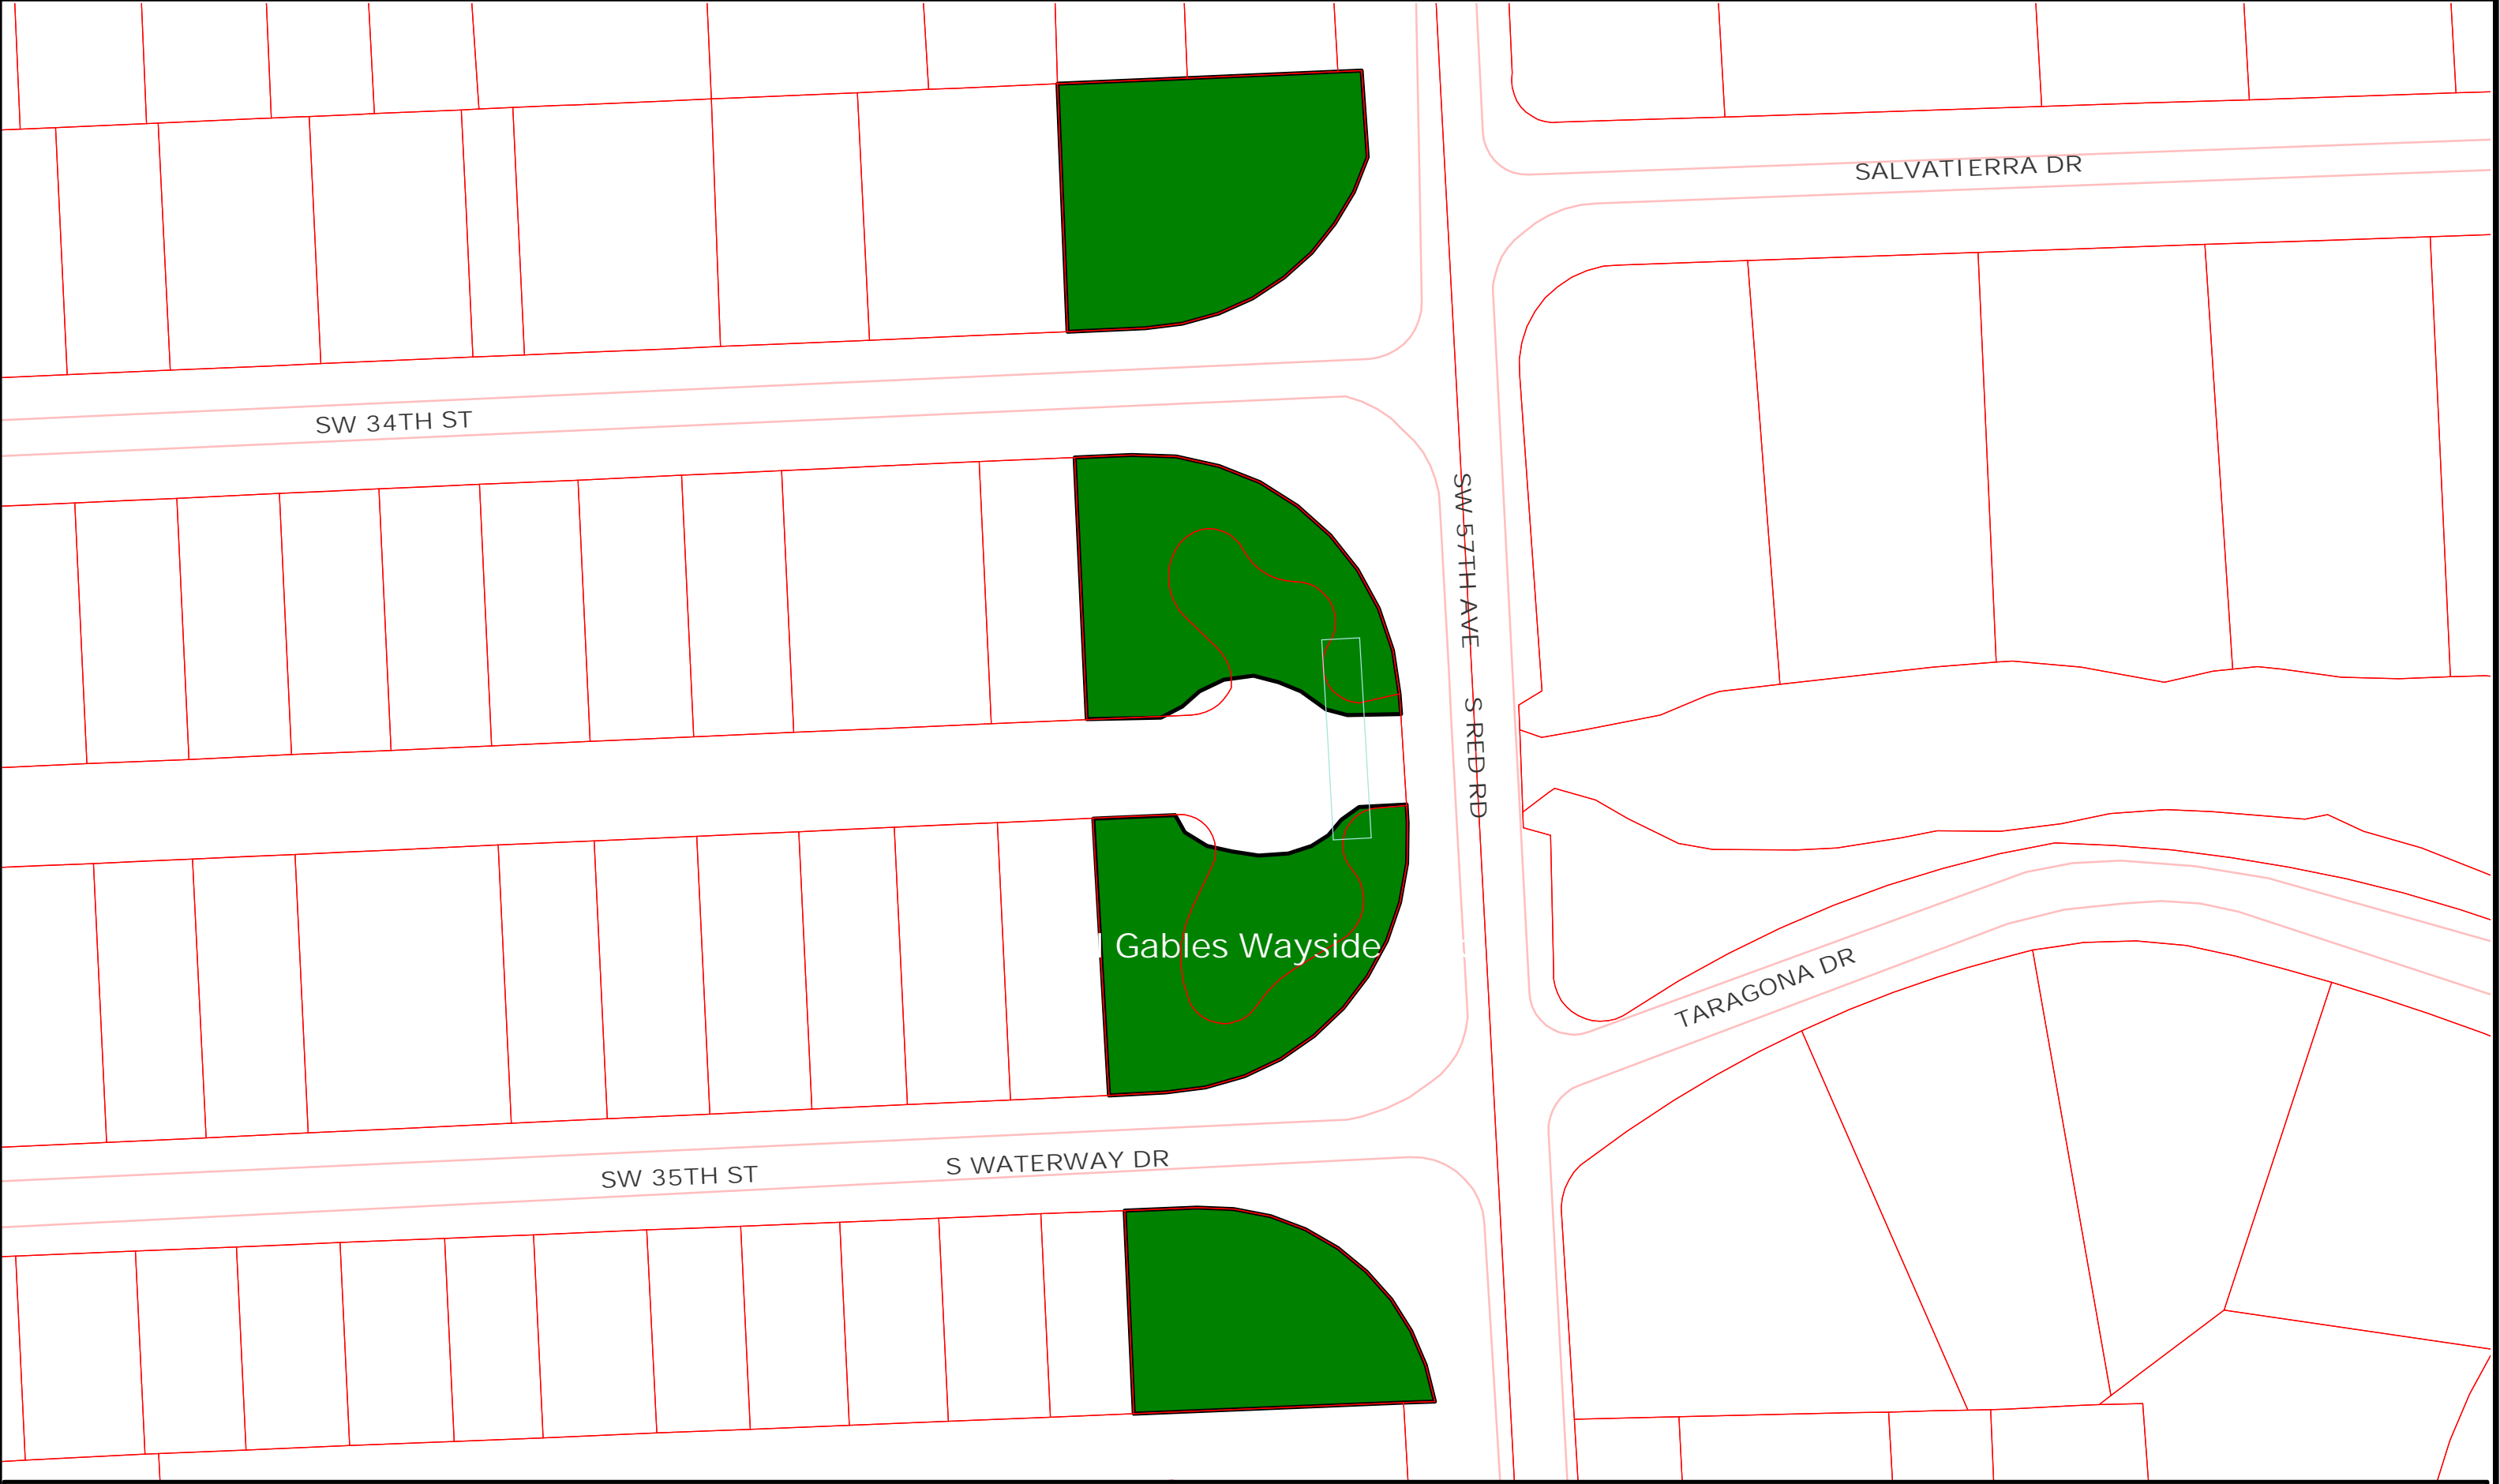 SALVATIERRA DR
SW 34TH ST
SW 57TH AVE
S RED RD
Gables Wayside
TARAGONA DR
S WATERWAY DR
SW 35TH ST